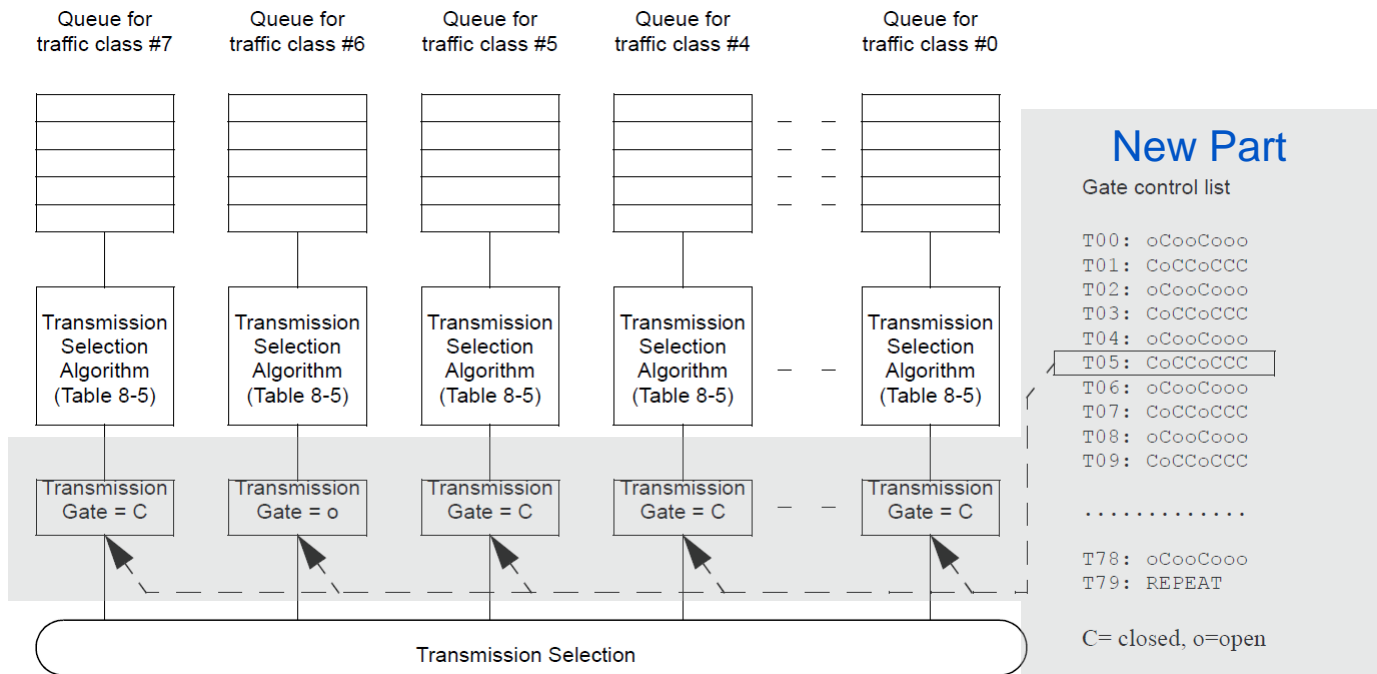 Queue for traffic class #7
Queue for traffic class #6
Queue for traffic class #5
Queue for traffic class #4
Queue for traffic class #0
Transmission
Selection
Algorithm
(Table 8-5)
Transmission
Selection
Algorithm
(Table 8-5)
Transmission
Selection
Algorithm
(Table 8-5)
Transmission
Selection
Algorithm
(Table 8-5)
Transmission
Selection
Algorithm
(Table 8-5)
Transmission
Gate = C
Transmission
Gate = o
Transmission
Gate = C
Transmission
Gate = C
Transmission
Gate = C
Transmission Selection
New Part
Gate control list
T00: oCooCooo
T01: CoCCoCCC
T02: oCooCooo
T03: CoCCoCCC
T04: oCooCooo
T05: CoCCoCCC
T06: oCooCooo
T07: CoCCoCCC
T08: oCooCooo
T09: CoCCoCCC
. . . . . . . . . . . . .
T78: oCooCooo
T79: REPEAT
C= closed, o=open